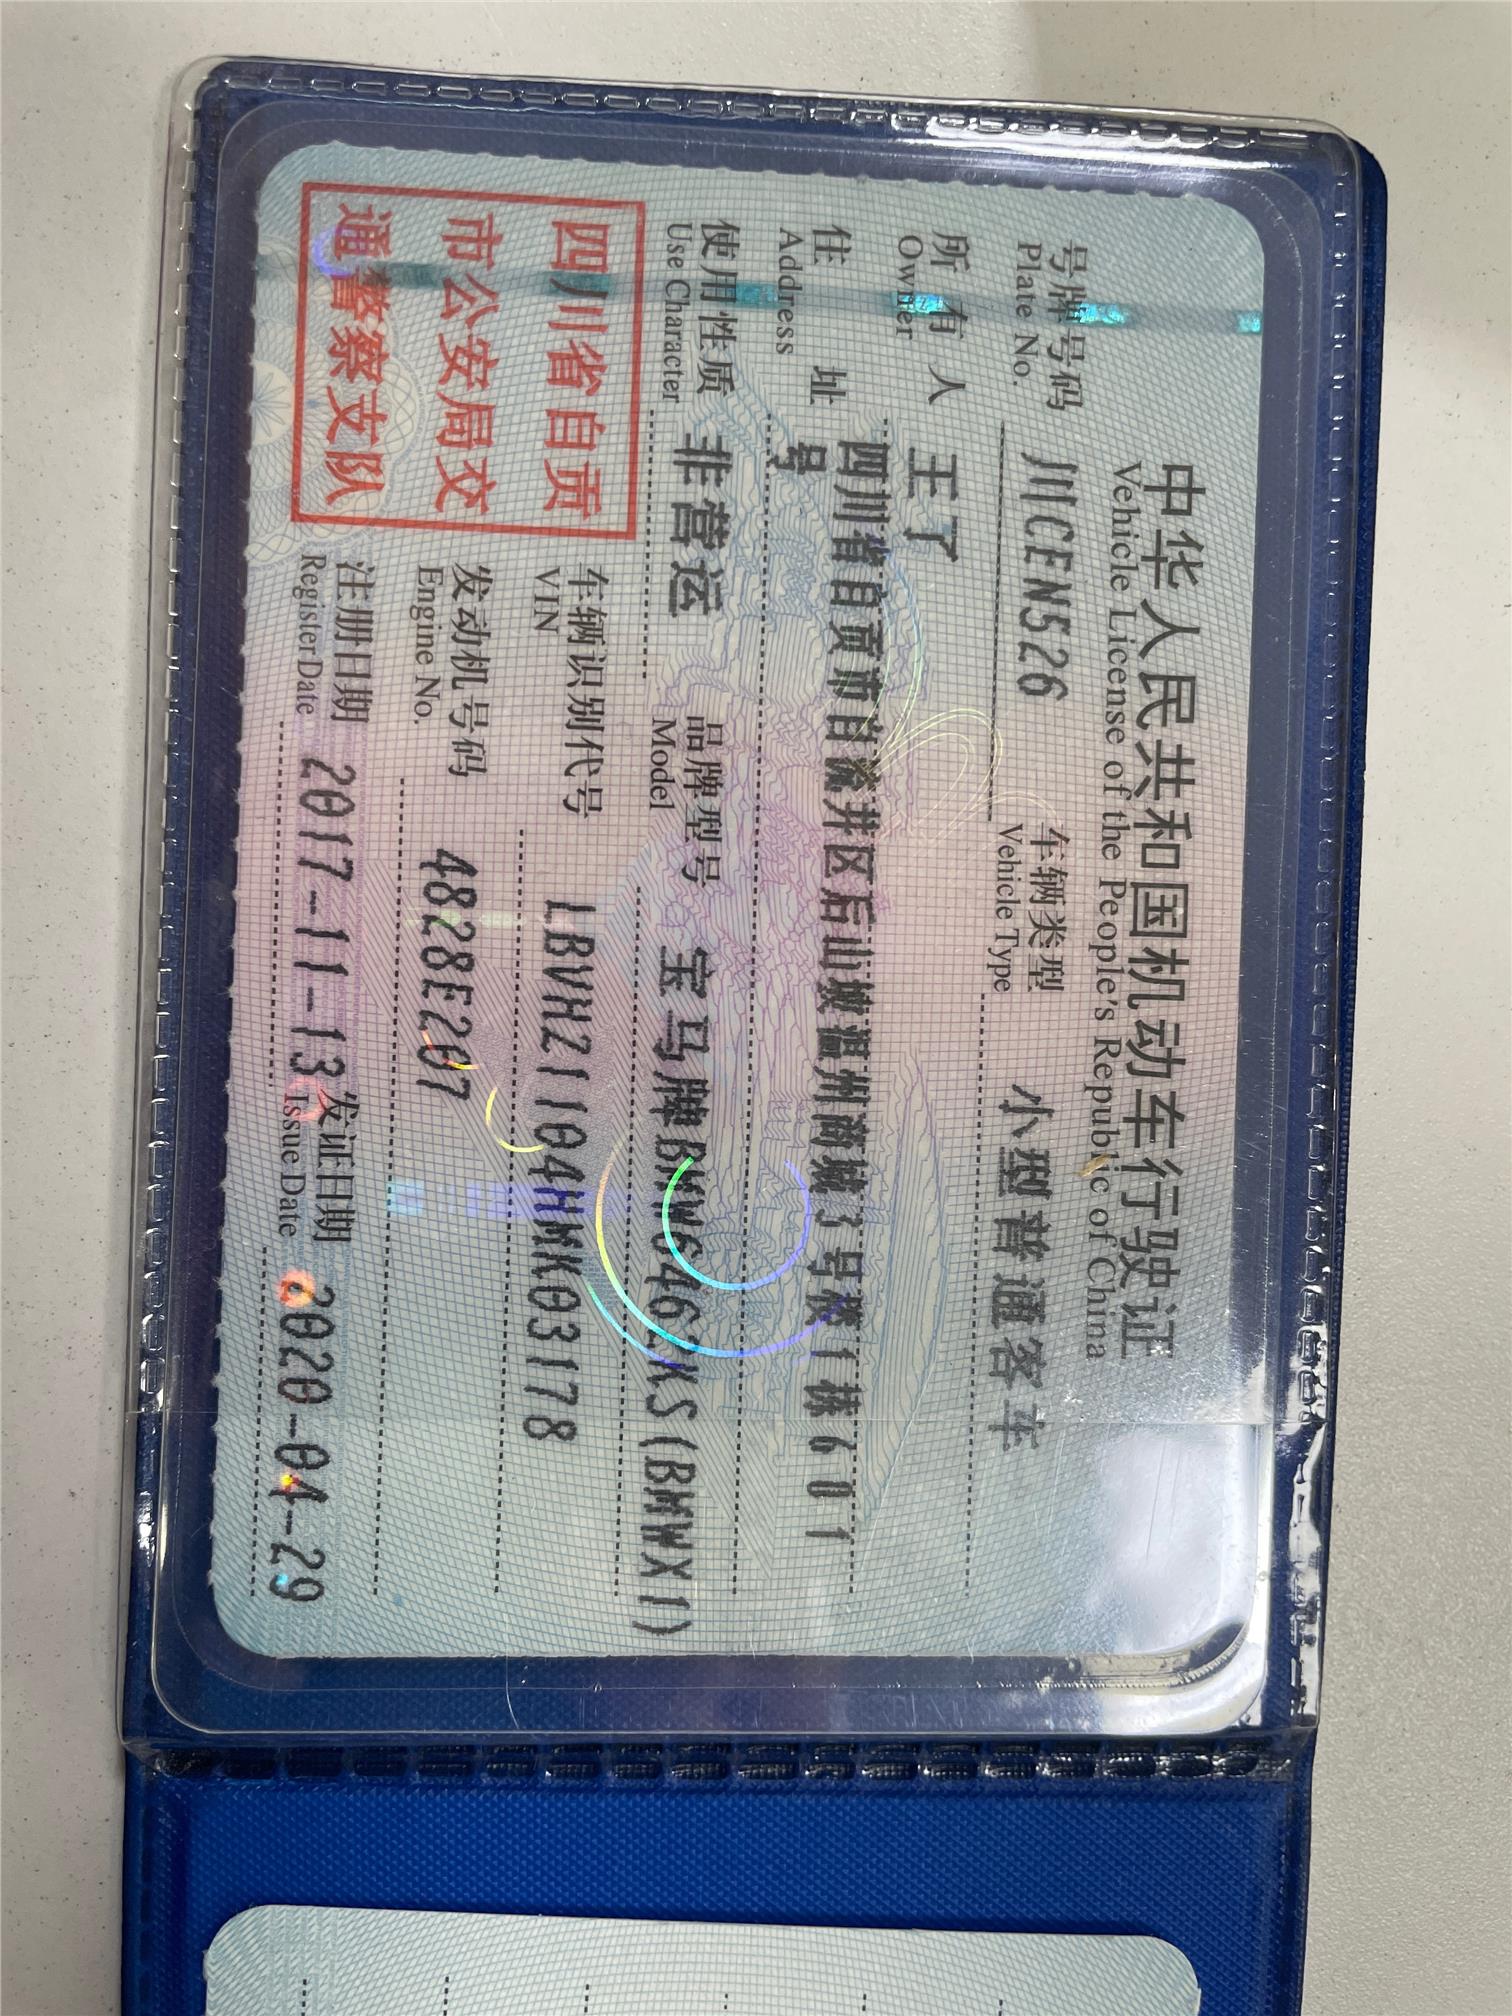 中华人民共和国机动车行驶证
Vehicle License of the People's Republic of China
号牌号码 川CEN526 车辆类型 小型普通客车
Plate No. Vehicle Type
所有人 王了
Owner
住址 四川省自贡市自流井区后山坡温州商城3号楼1栋601
Address 号
使用性质 非营运 品牌型号 宝马牌BMW6462KS(BMWX1)
Use Character Model
四川省自贡
市公安局交
通警察支队
车辆识别代号 LBVHZ1104HMK03178
VIN
发动机号码 4828E207
Engine No.
注册日期 2017-11-13 发证日期 2020-04-29
Register Date Issue Date